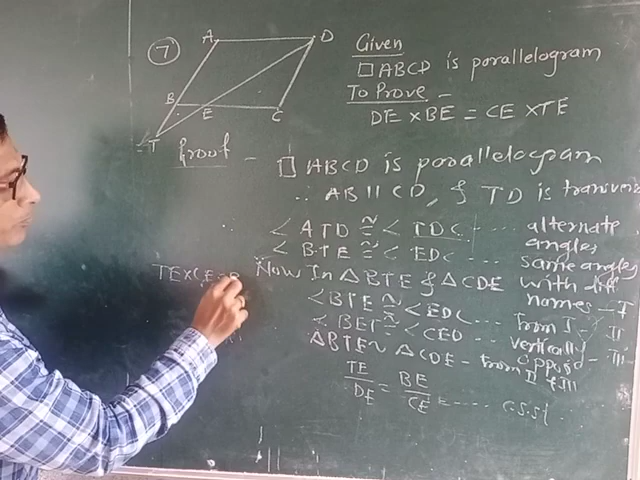 7
A D
B E C
T
Given
□ ABCD is parallelogram
To Prove -
DE × BE = CE × TE
Proof - □ ABCD is parallelogram
∴ AB || CD, & TD is transvers
∠ATD ≅ ∠TDC ---- alternate angles
∠BTE ≅ ∠EDC ---- same angles with diff names - I
Now In △BTE & △CDE
∠BTE ≅ ∠EDC ... from I - II
∠BET ≅ ∠CED ... vertically opposit - III
△BTE ~ △CDE - from II & III
TE/DE = BE/CE ---- c.s.s.t
TE×CE =